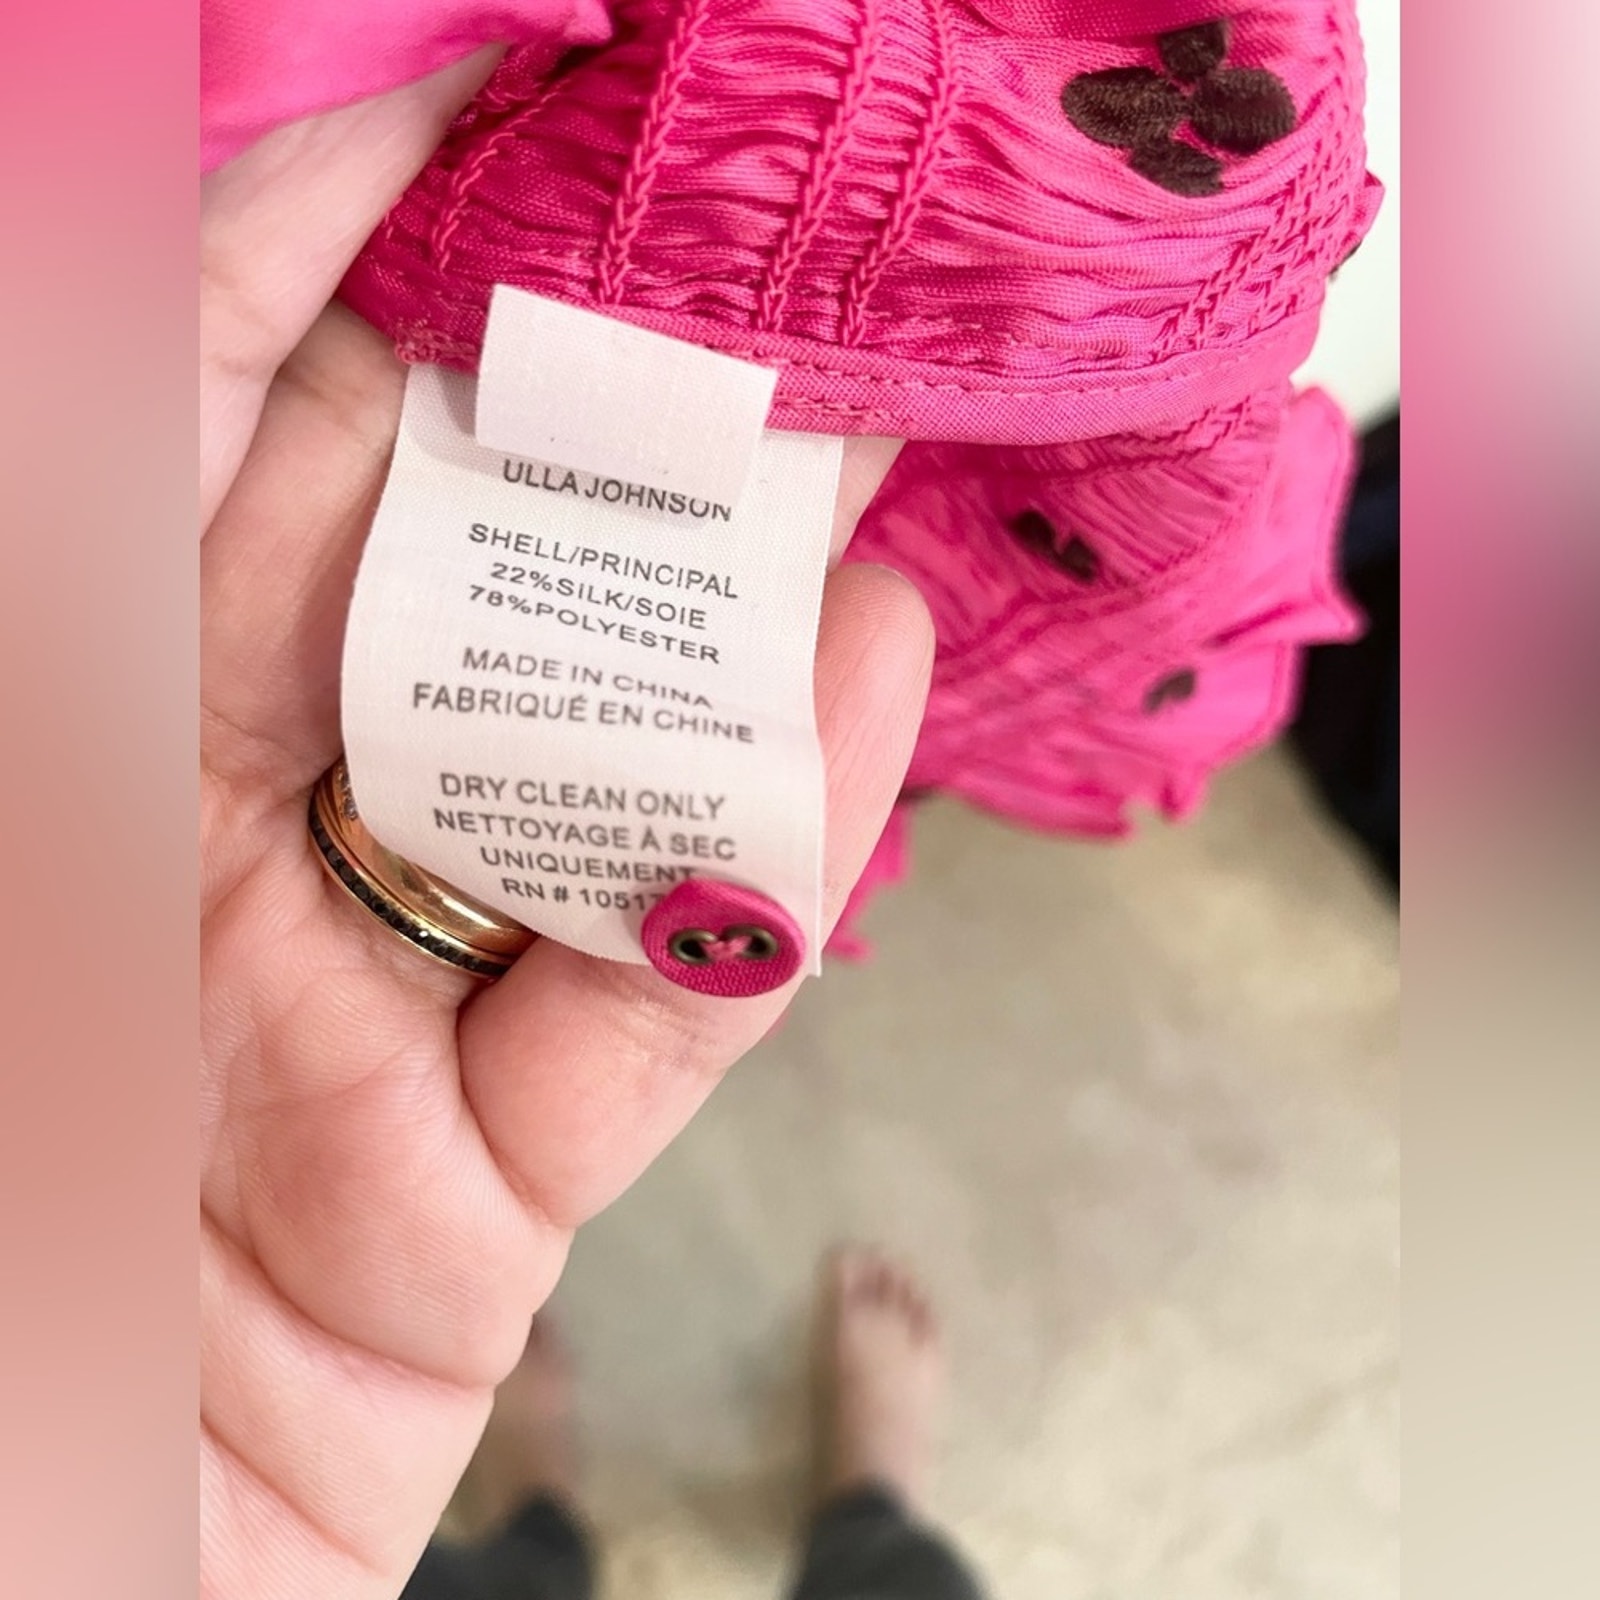 ULLA JOHNSON
SHELL/PRINCIPAL
22%SILK/SOIE
78%POLYESTER
MADE IN CHINA
FABRIQUÉ EN CHINE
DRY CLEAN ONLY
NETTOYAGE À SEC
UNIQUEMENT
RN #